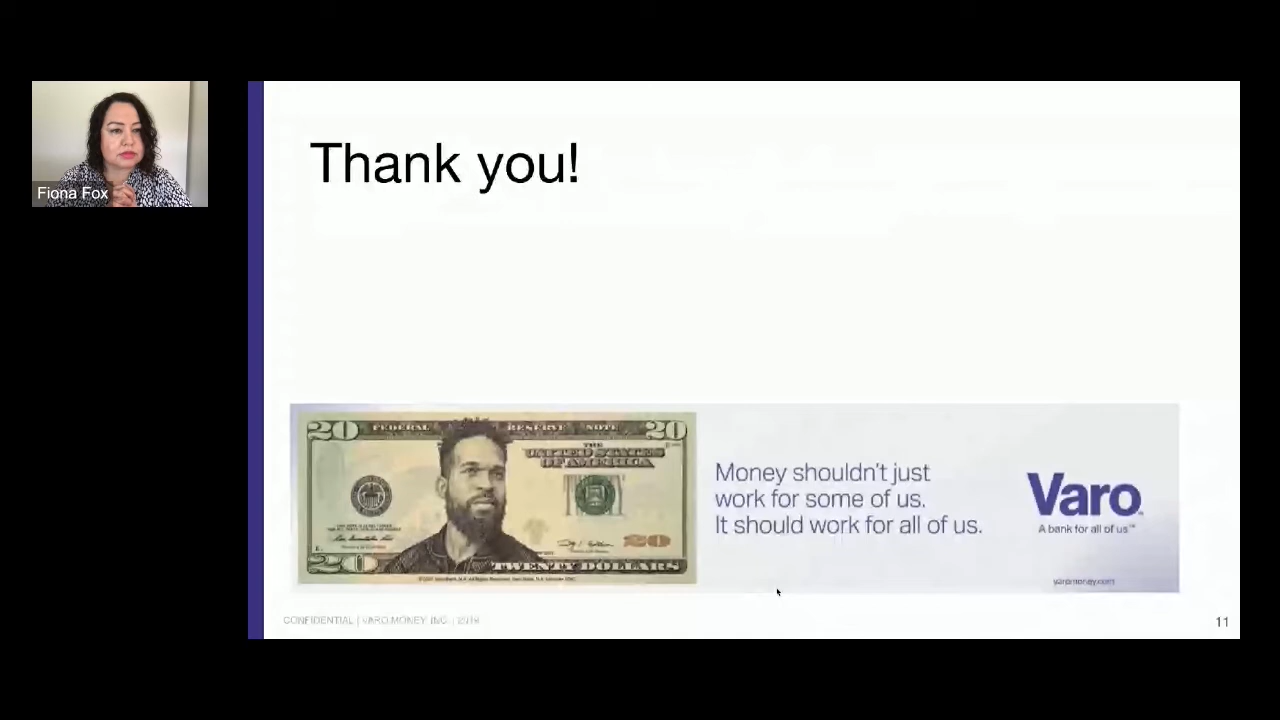 Fiona Fox
Thank you!
20 FEDERAL RESERVE NOTE 20
THE
UNITED STATES
OF AMERICA
20
20 TWENTY DOLLARS
Money shouldn't just
work for some of us.
It should work for all of us.
Varo
A bank for all of us™
varomoney.com
CONFIDENTIAL | VARO MONEY, INC. | 2019
11